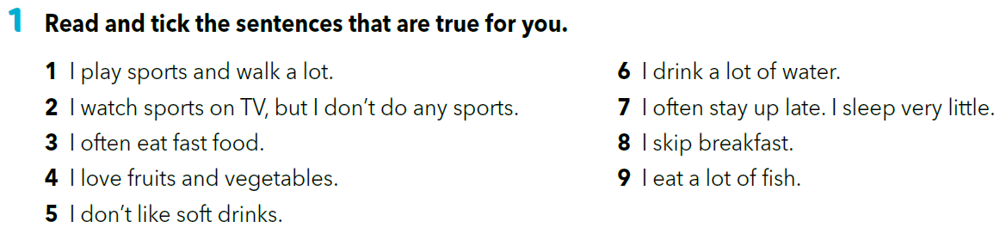 1 Read and tick the sentences that are true for you.
1 I play sports and walk a lot.
2 I watch sports on TV, but I don't do any sports.
3 I often eat fast food.
4 I love fruits and vegetables.
5 I don't like soft drinks.
6 I drink a lot of water.
7 I often stay up late. I sleep very little.
8 I skip breakfast.
9 I eat a lot of fish.